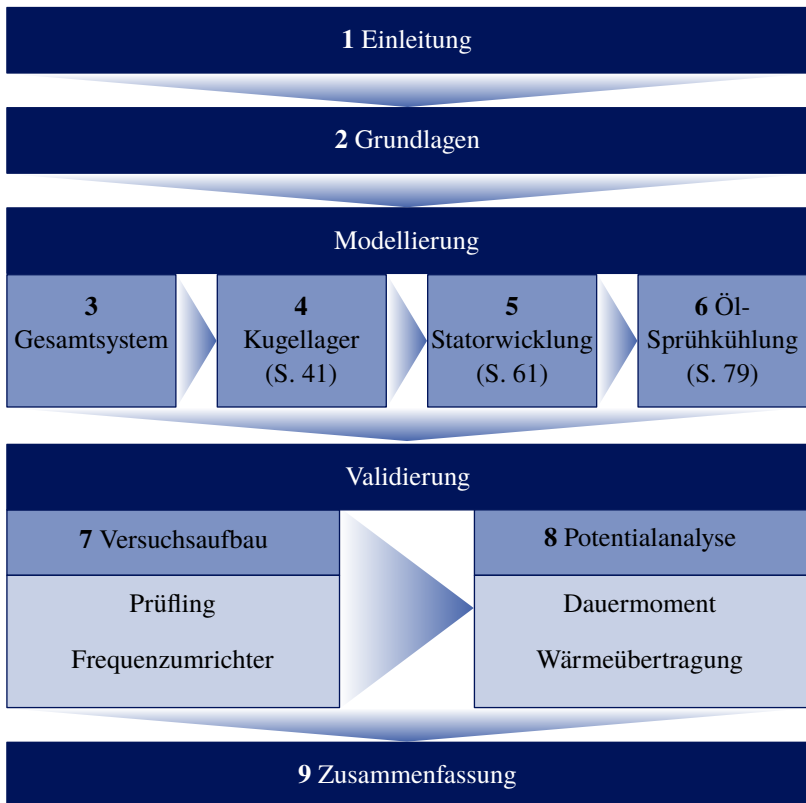 1 Einleitung
2 Grundlagen
Modellierung
3
Gesamtsystem
4
Kugellager
(S. 41)
5
Statorwicklung
(S. 61)
6 Öl-
Sprühkühlung
(S. 79)
Validierung
7 Versuchsaufbau
Prüfling
Frequenzumrichter
8 Potentialanalyse
Dauermoment
Wärmeübertragung
9 Zusammenfassung